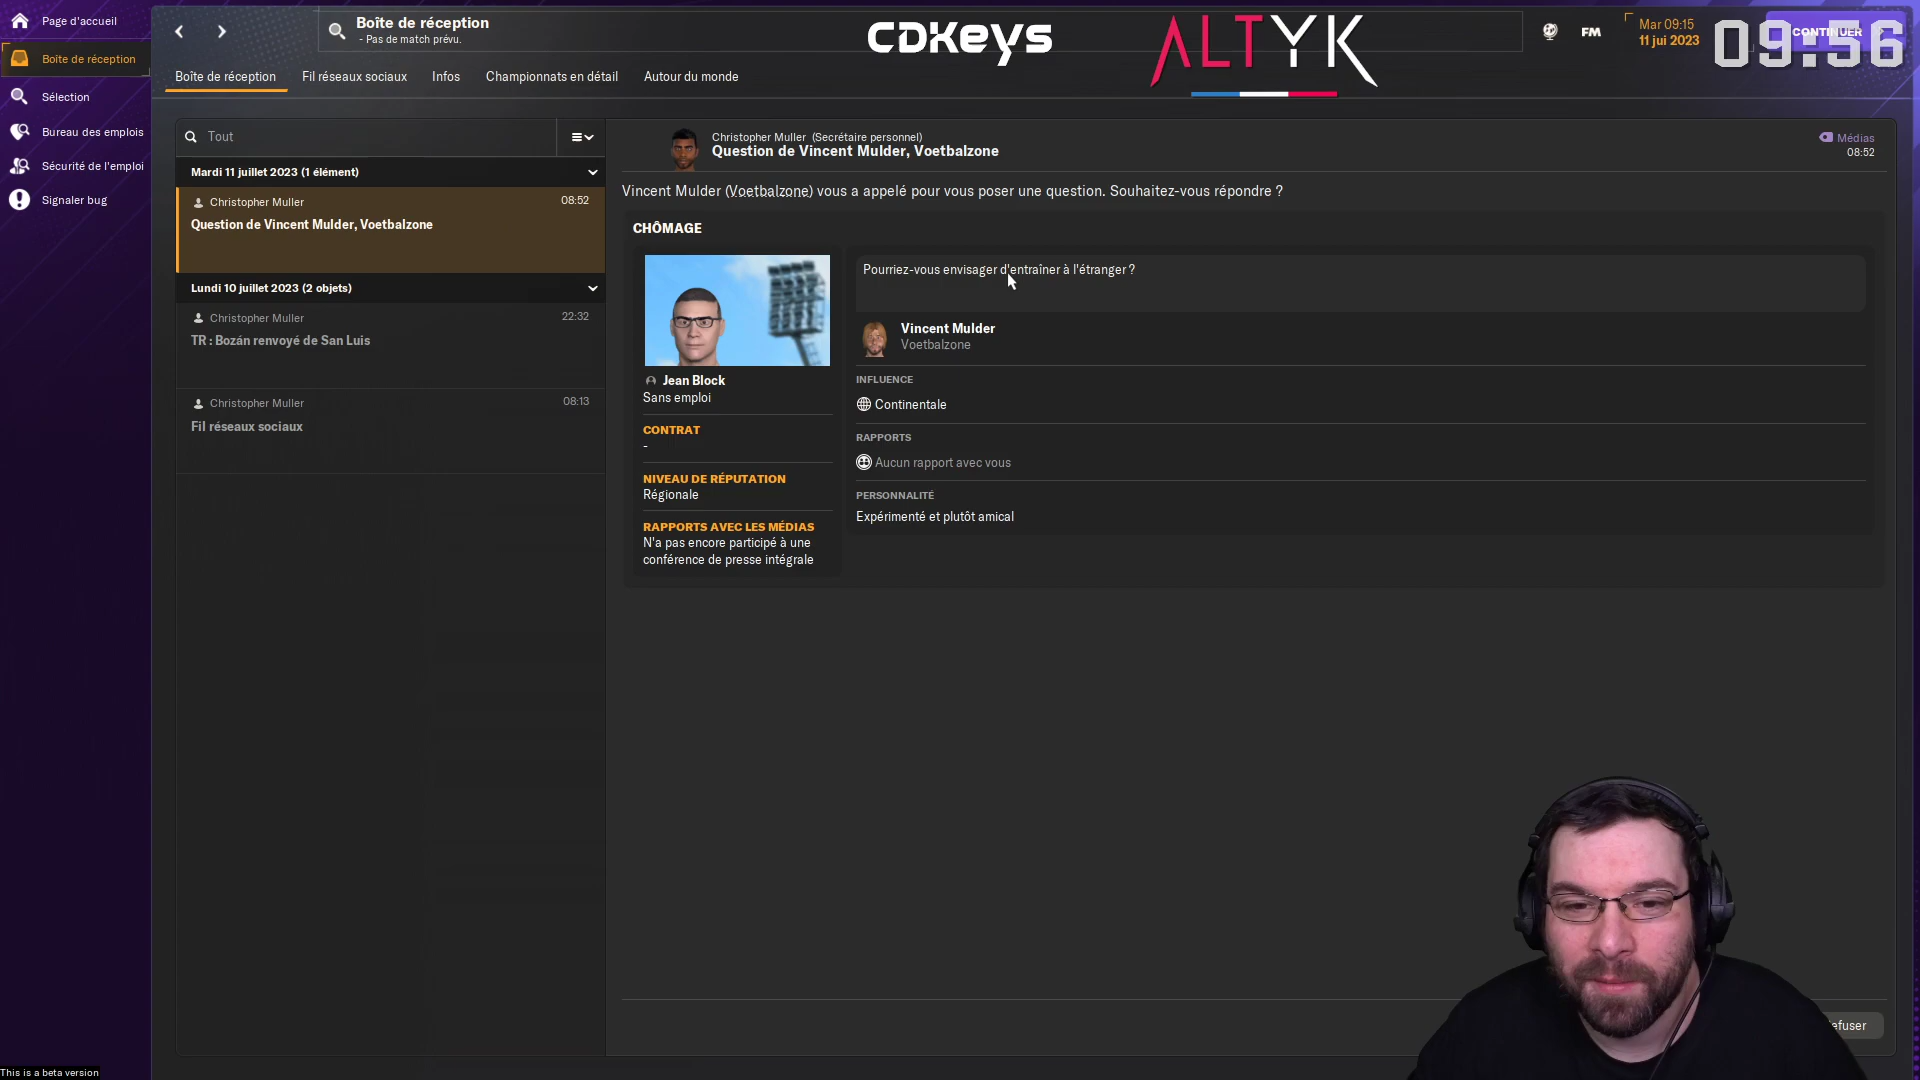 Page d'accueil
Boîte de réception
Sélection
Bureau des emplois
Sécurité de l'emploi
Signaler bug
Boîte de réception
- Pas de match prévu.
CDKeys
ALTYK
FM
Mar 09:15
11 jui 2023
CONTINUER
09:56
Boîte de réception
Fil réseaux sociaux
Infos
Championnats en détail
Autour du monde
Tout
Mardi 11 juillet 2023 (1 élément)
Christopher Muller
08:52
Question de Vincent Mulder, Voetbalzone
Lundi 10 juillet 2023 (2 objets)
Christopher Muller
22:32
TR : Bozán renvoyé de San Luis
Christopher Muller
08:13
Fil réseaux sociaux
Christopher Muller (Secrétaire personnel)
Question de Vincent Mulder, Voetbalzone
Médias
08:52
Vincent Mulder (Voetbalzone) vous a appelé pour vous poser une question. Souhaitez-vous répondre ?
CHÔMAGE
Jean Block
Sans emploi
CONTRAT
-
NIVEAU DE RÉPUTATION
Régionale
RAPPORTS AVEC LES MÉDIAS
N'a pas encore participé à une
conférence de presse intégrale
Pourriez-vous envisager d'entraîner à l'étranger ?
Vincent Mulder
Voetbalzone
INFLUENCE
Continentale
RAPPORTS
Aucun rapport avec vous
PERSONNALITÉ
Expérimenté et plutôt amical
efuser
This is a beta version